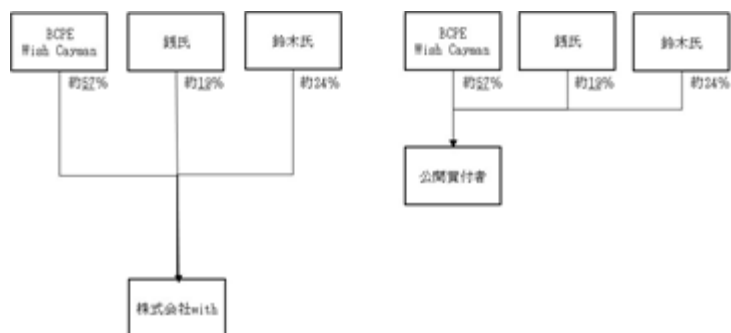 BCPE
Wish Cayman
銭氏
鈴木氏
約57%
約19%
約24%
株式会社with
BCPE
Wish Cayman
銭氏
鈴木氏
約57%
約19%
約24%
公開買付者